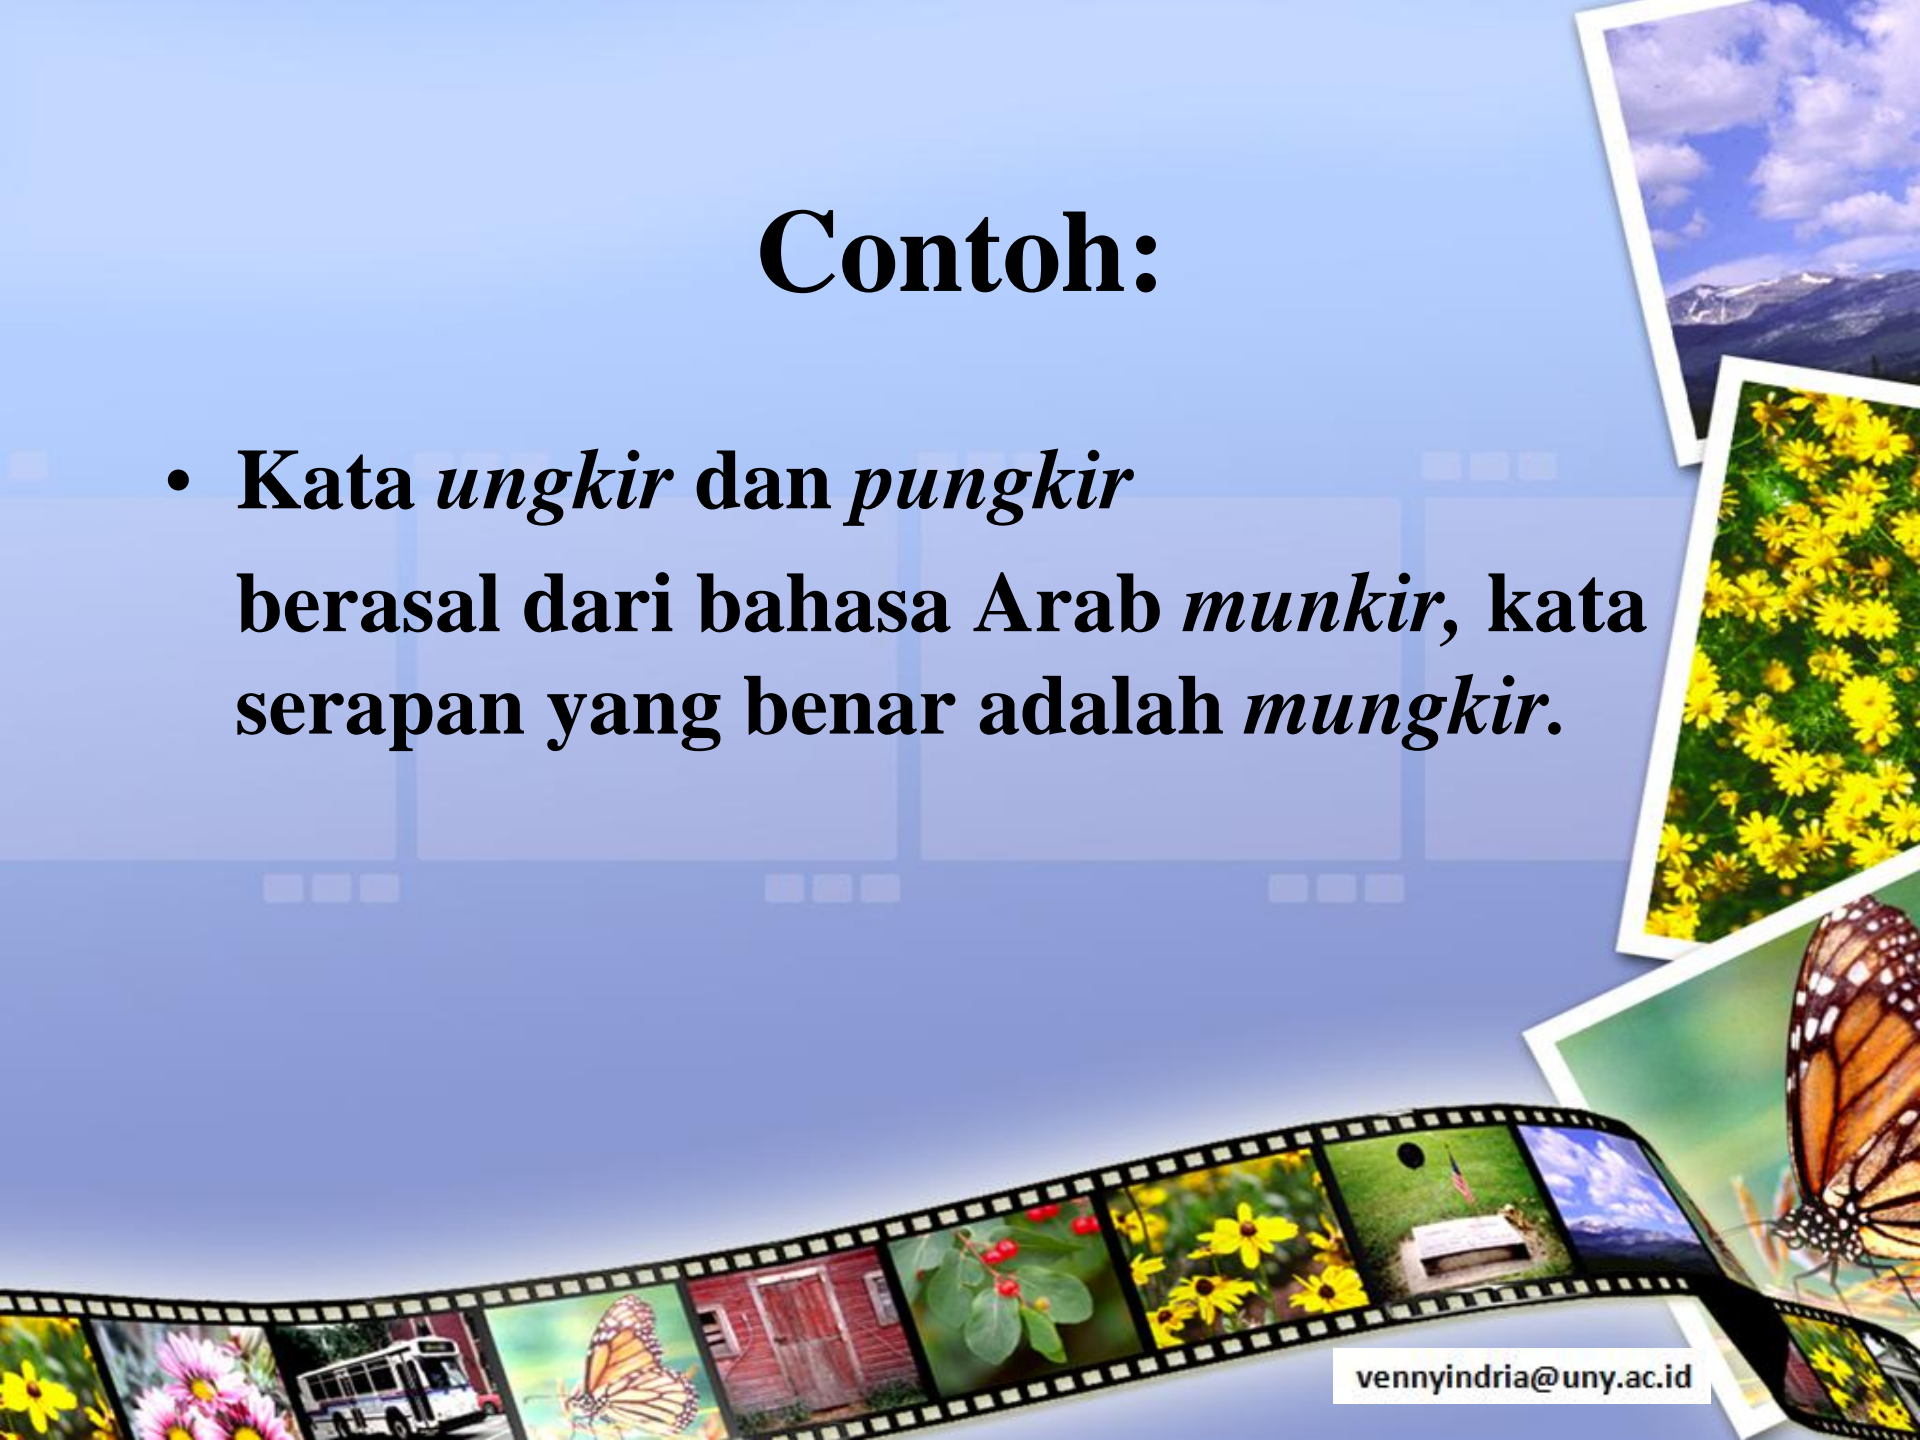 Contoh:
• Kata ungkir dan pungkir
berasal dari bahasa Arab munkir, kata
serapan yang benar adalah mungkir.
vennyindria@uny.ac.id